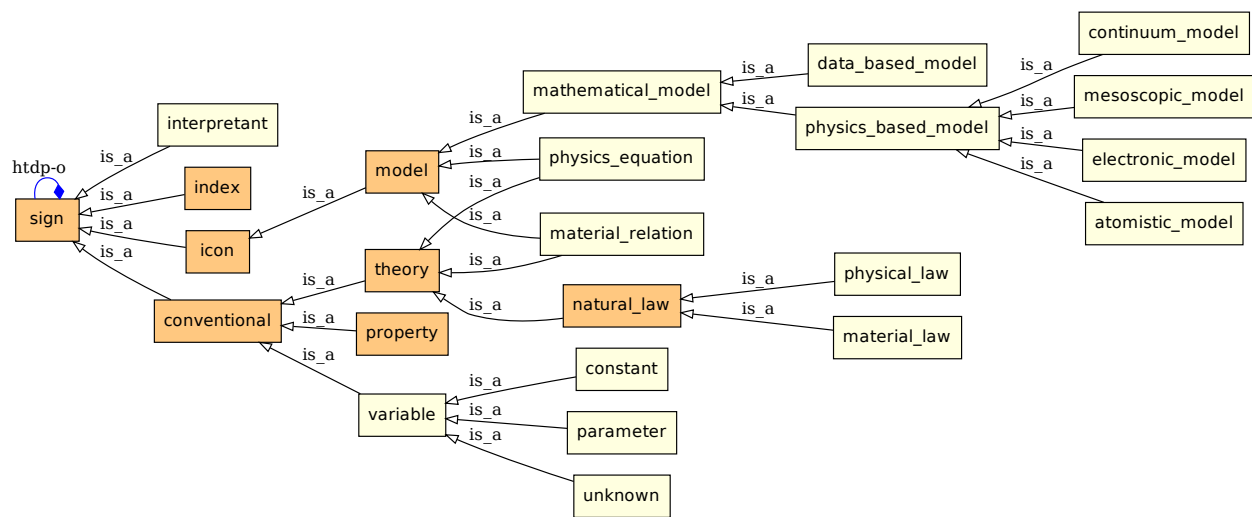 continuum_model
is_a
data_based_model
is_a
mesoscopic_model
is_a
mathematical_model
is_a
physics_based_model
interpretant
is_a
physics_equation
is_a
electronic_model
htdp-o
is_a
is_a
model
is_a
is_a
index
is_a
is_a
atomistic_model
sign
is_a
icon
is_a
material_relation
is_a
theory
is_a
physical_law
is_a
is_a
is_a
natural_law
conventional
is_a
property
is_a
material_law
is_a
constant
is_a
variable
is_a
parameter
is_a
unknown